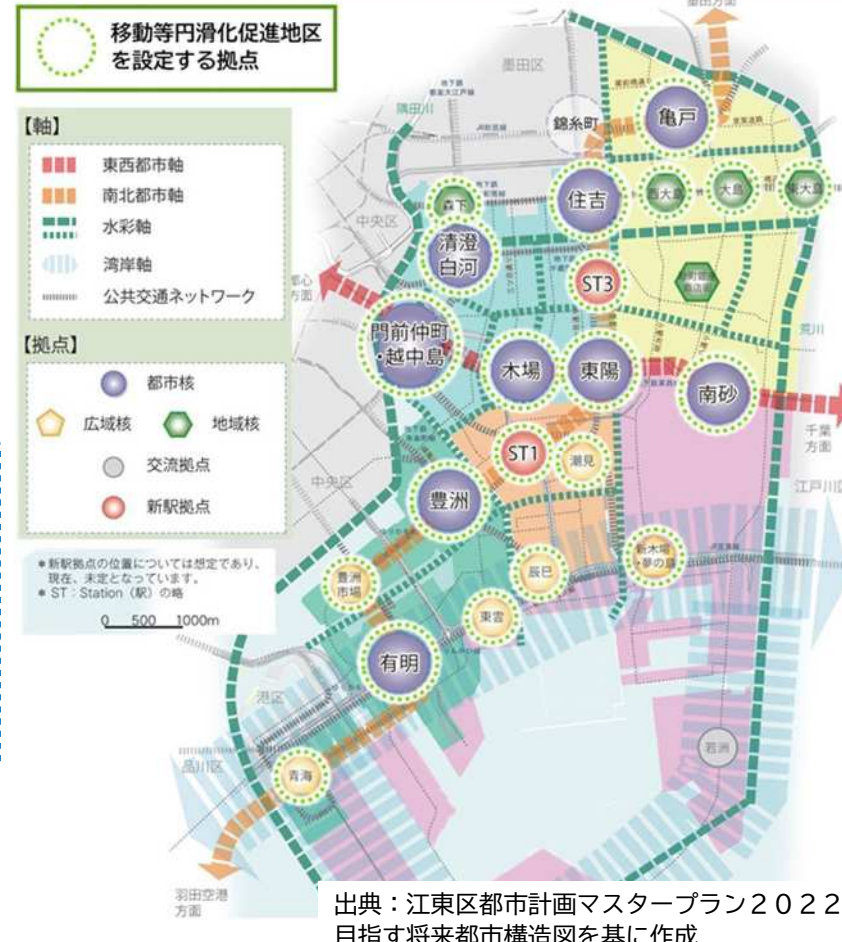 移動等円滑化促進地区
を設定する拠点
【軸】
東西都市軸
南北都市軸
水彩軸
湾岸軸
公共交通ネットワーク
【拠点】
都市核
広域核
地域核
交流拠点
新駅拠点
*新駅拠点の位置については想定であり、
現在、未定となっています。
* ST:Station(駅)の略
0 500 1000m
墨田区
隅田川
錦糸町
亀戸
中央区
森下
住吉
西大島
大島
東大島
清澄
白河
ST3
方面
荒川
門前仲町
・越中島
木場
東陽
南砂
千葉
方面
江戸川区
ST1
潮見
中央区
豊洲
豊洲
市場
辰巳
新木場
・夢の島
東雲
有明
港区
品川区
青海
若洲
羽田空港
方面
出典:江東区都市計画マスタープラン2022
目指す将来都市構造図を基に作成